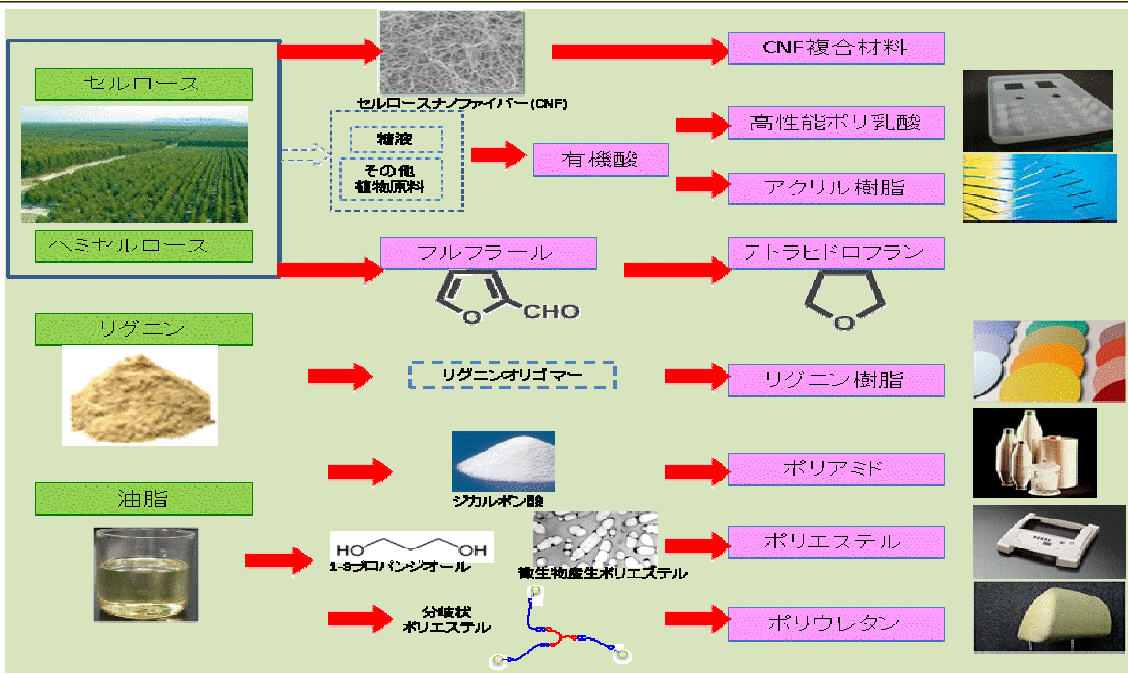 セルロース
セルロースナノファイバー(CNF)
CNF複合材料
糖液
その他
植物原料
有機酸
高性能ポリ乳酸
アクリル樹脂
ヘミセルロース
フルフラール
O
CHO
テトラヒドロフラン
O
リグニン
リグニンオリゴマー
リグニン樹脂
油脂
ジカルボン酸
ポリアミド
HO
OH
1-3プロパンジオール
微生物産生ポリエステル
ポリエステル
分岐状
ポリエステル
ポリウレタン